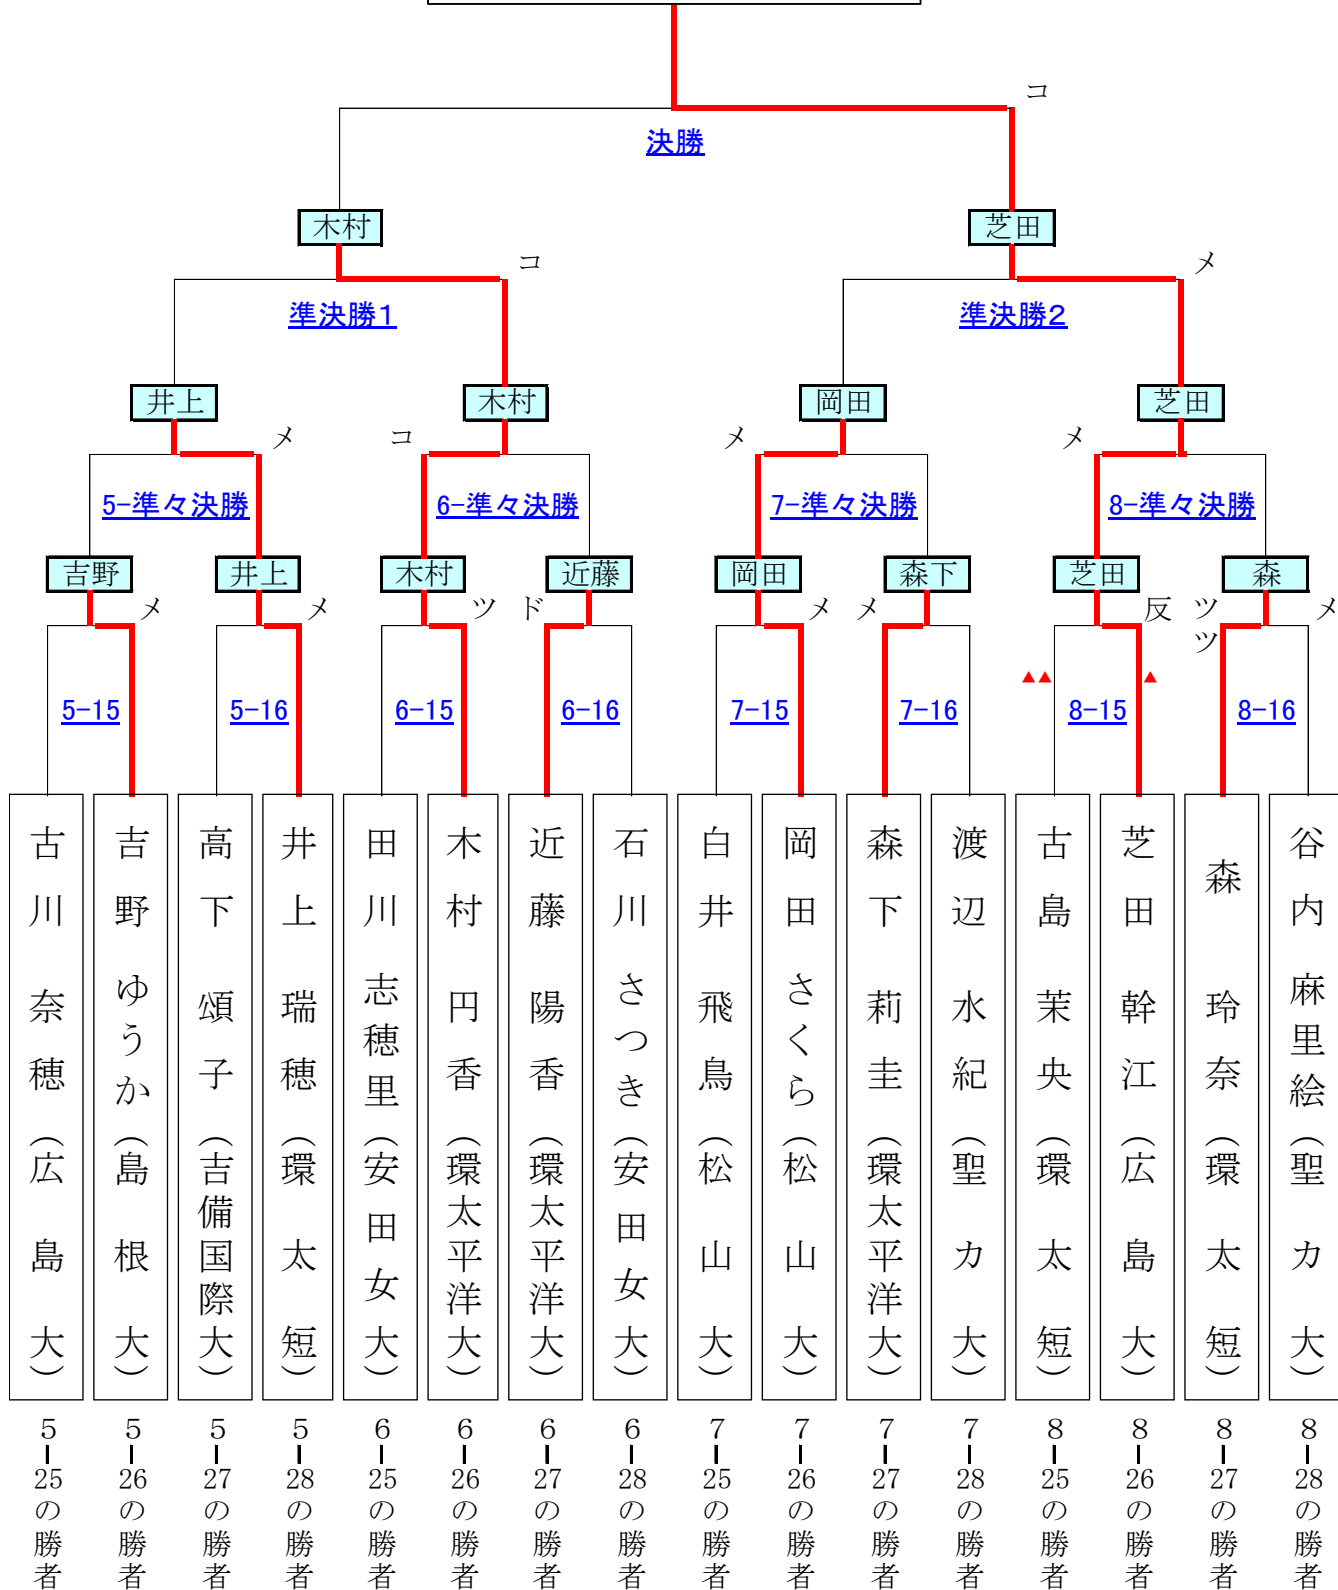 コ
決勝
木村
芝田
コ
メ
準決勝1
準決勝2
井上
木村
岡田
芝田
メ
コ
メ
メ
5-準々決勝
6-準々決勝
7-準々決勝
8-準々決勝
吉野
井上
木村
近藤
岡田
森下
芝田
森
メ
メ
ツ
ド
メ
メ
反
ツ
ツ
メ
▲▲
▲
5-15
5-16
6-15
6-16
7-15
7-16
8-15
8-16
古川 奈穂(広島大)
吉野 ゆうか(島根大)
高下 頌子(吉備国際大)
井上 瑞穂(環太短)
田川 志穂里(安田女大)
木村 円香(環太平洋大)
近藤 陽香(環太平洋大)
石川 さつき(安田女大)
白井 飛鳥(松山大)
岡田 さくら(松山大)
森下 莉圭(環太平洋大)
渡辺 水紀(聖カ大)
古島 茉央(環太短)
芝田 幹江(広島大)
森 玲奈(環太短)
谷内 麻里絵(聖カ大)
5-25の勝者
5-26の勝者
5-27の勝者
5-28の勝者
6-25の勝者
6-26の勝者
6-27の勝者
6-28の勝者
7-25の勝者
7-26の勝者
7-27の勝者
7-28の勝者
8-25の勝者
8-26の勝者
8-27の勝者
8-28の勝者